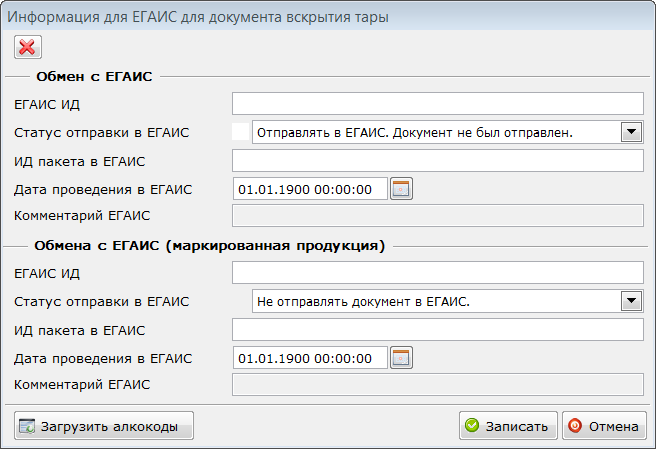 Информация для ЕГАИС для документа вскрытия тары
Обмен с ЕГАИС
ЕГАИС ИД
Статус отправки в ЕГАИС Отправлять в ЕГАИС. Документ не был отправлен.
ИД пакета в ЕГАИС
Дата проведения в ЕГАИС 01.01.1900 00:00:00
Комментарий ЕГАИС
Обмена с ЕГАИС (маркированная продукция)
ЕГАИС ИД
Статус отправки в ЕГАИС Не отправлять документ в ЕГАИС.
ИД пакета в ЕГАИС
Дата проведения в ЕГАИС 01.01.1900 00:00:00
Комментарий ЕГАИС
Загрузить алкокоды Записать Отмена